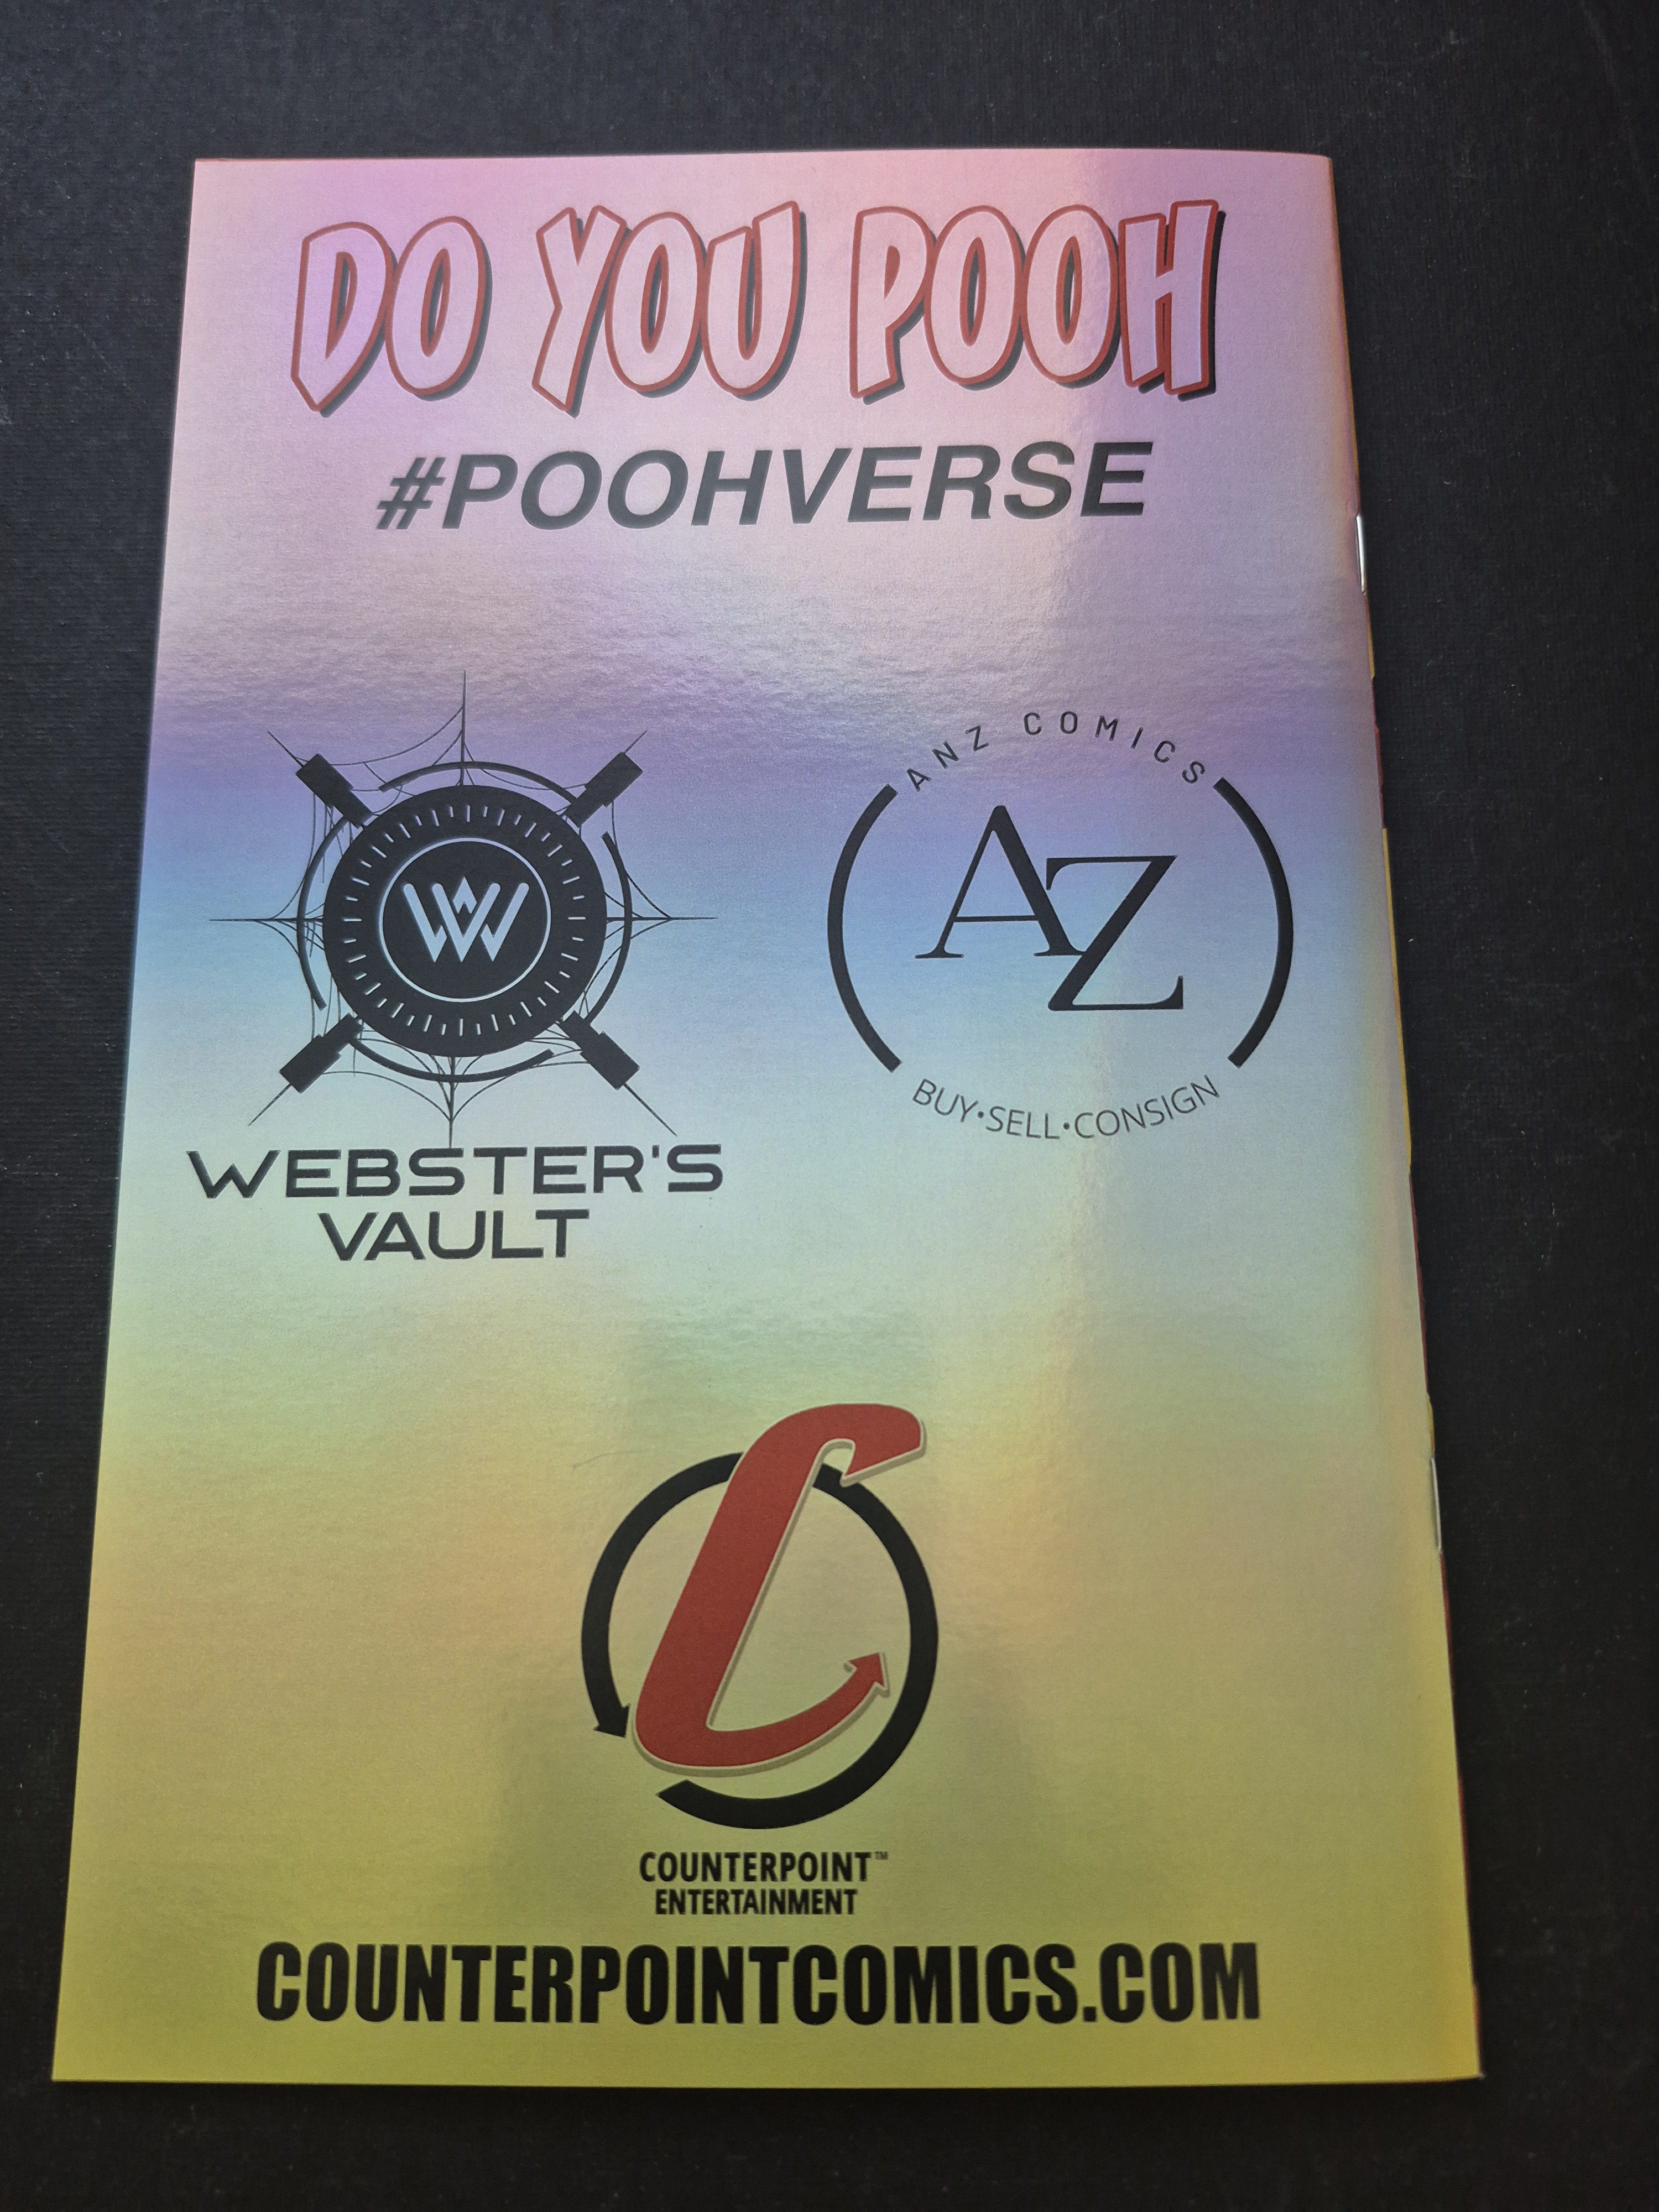 DO YOU POOH
#POOHVERSE
ANZ COMICS
AZ
BUY•SELL•CONSIGN
W
WEBSTER'S
VAULT
C
COUNTERPOINT™
ENTERTAINMENT
COUNTERPOINTCOMICS.COM